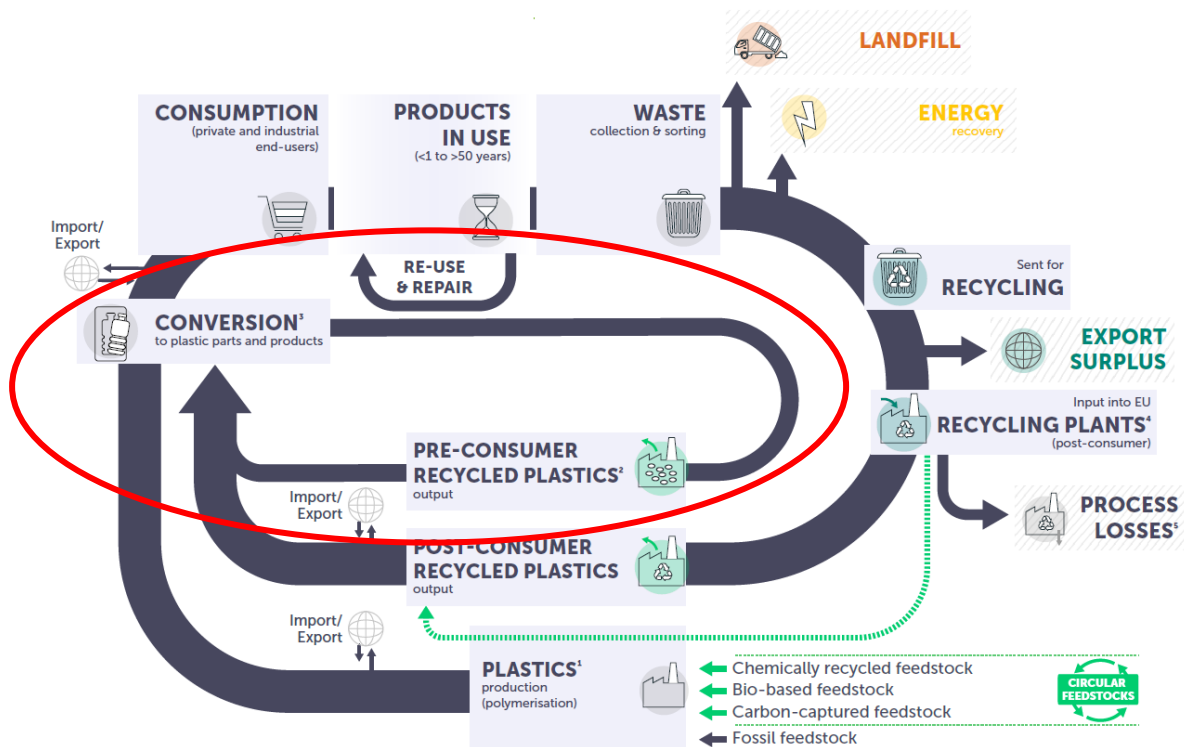 LANDFILL
ENERGY
recovery
CONSUMPTION
(private and industrial
end-users)
PRODUCTS
IN USE
(<1 to >50 years)
WASTE
collection & sorting
Import/
Export
RE-USE
& REPAIR
Sent for
RECYCLING
CONVERSION³
to plastic parts and products
EXPORT
SURPLUS
Input into EU
RECYCLING PLANTS⁴
(post-consumer)
PRE-CONSUMER
RECYCLED PLASTICS²
output
Import/
Export
PROCESS
LOSSES⁵
POST-CONSUMER
RECYCLED PLASTICS
output
Import/
Export
PLASTICS¹
production
(polymerisation)
Chemically recycled feedstock
Bio-based feedstock
Carbon-captured feedstock
Fossil feedstock
CIRCULAR
FEEDSTOCKS